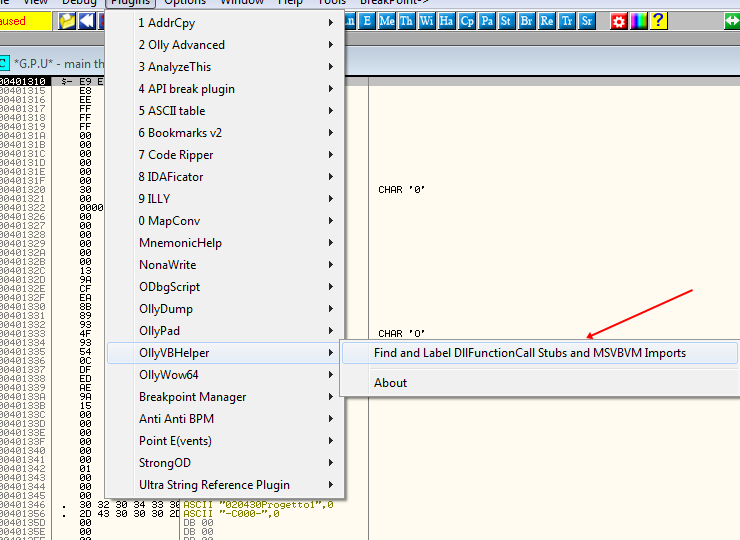 File View Debug Plugins Options Window Help Tools BreakPoint->
aused
in E Me Th Wi Ha Cp Pa St Br Re Tr Sr ?
C *G.P.U* - main th
00401310 $- E9 E
00401315 E8
00401316 EE
00401317 FF
00401318 FF
00401319 FF
0040131A 00
0040131B 00
0040131C 00
0040131D 00
0040131E 00
0040131F 00
00401320 30 CHAR '0'
00401321 00
00401322 0000
00401326 00
00401327 00
00401328 00
00401329 00
0040132A 00
0040132B 00
0040132C 13
0040132D 9A
0040132E CF
0040132F EA
00401330 8B
00401331 89
00401332 93
00401333 4F CHAR 'O'
00401334 93
00401335 54
00401336 0C
00401337 DF
00401338 ED
00401339 AE
0040133A 9A
0040133B 15
0040133C 00
0040133D 00
0040133E 00
0040133F 00
00401340 00
00401341 00
00401342 01
00401343 00
00401344 00
00401345 00
00401346 . 30 32 30 34 33 30 ASCII "020430Progetto1",0
00401356 . 2D 43 30 30 30 2D ASCII "-C000-",0
0040135D 00 DB 00
0040135E 00 DB 00
1 AddrCpy
2 Olly Advanced
3 AnalyzeThis
4 API break plugin
5 ASCII table
6 Bookmarks v2
7 Code Ripper
8 IDAFicator
9 ILLY
0 MapConv
MnemonicHelp
NonaWrite
ODbgScript
OllyDump
OllyPad
OllyVBHelper
OllyWow64
Breakpoint Manager
Anti Anti BPM
Point E(vents)
StrongOD
Ultra String Reference Plugin
Find and Label DllFunctionCall Stubs and MSVBVM Imports
About